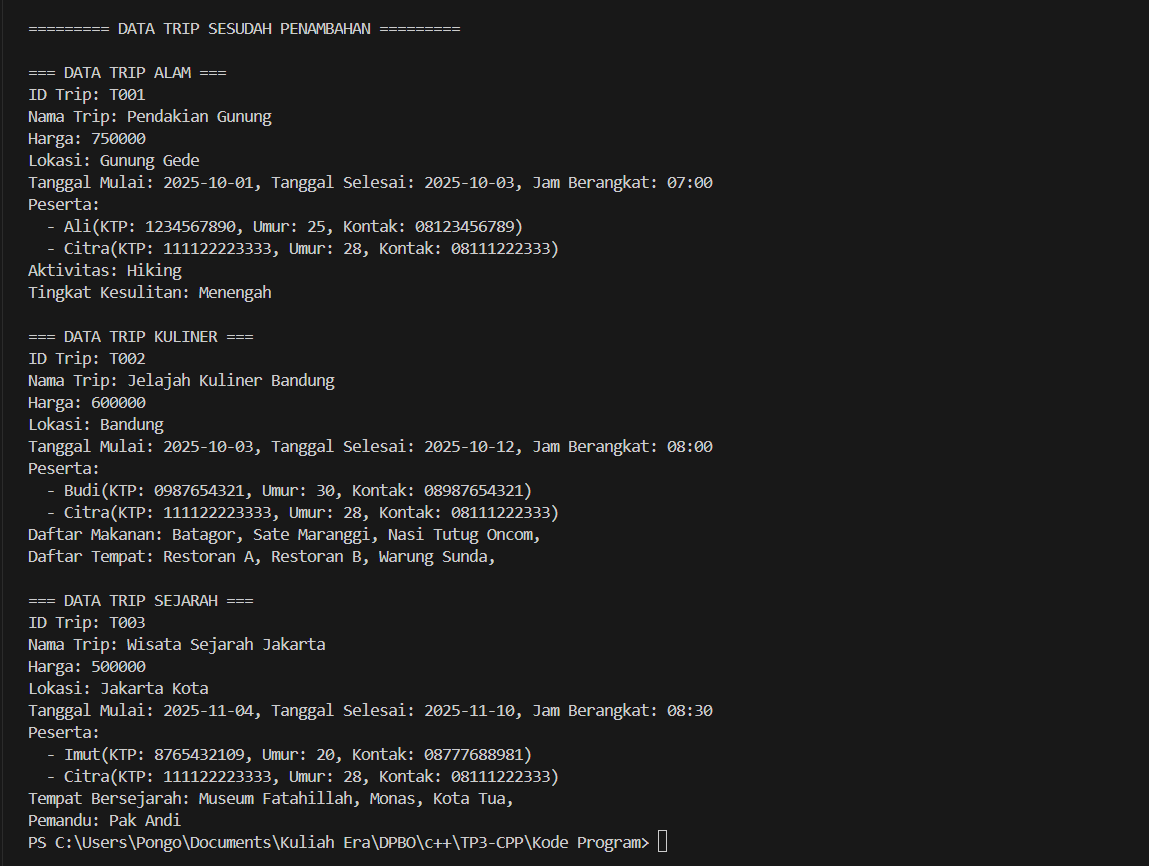 ========= DATA TRIP SESUDAH PENAMBAHAN =========
=== DATA TRIP ALAM ===
ID Trip: T001
Nama Trip: Pendakian Gunung
Harga: 750000
Lokasi: Gunung Gede
Tanggal Mulai: 2025-10-01, Tanggal Selesai: 2025-10-03, Jam Berangkat: 07:00
Peserta:
  - Ali(KTP: 1234567890, Umur: 25, Kontak: 08123456789)
  - Citra(KTP: 111122223333, Umur: 28, Kontak: 08111222333)
Aktivitas: Hiking
Tingkat Kesulitan: Menengah
=== DATA TRIP KULINER ===
ID Trip: T002
Nama Trip: Jelajah Kuliner Bandung
Harga: 600000
Lokasi: Bandung
Tanggal Mulai: 2025-10-03, Tanggal Selesai: 2025-10-12, Jam Berangkat: 08:00
Peserta:
  - Budi(KTP: 0987654321, Umur: 30, Kontak: 08987654321)
  - Citra(KTP: 111122223333, Umur: 28, Kontak: 08111222333)
Daftar Makanan: Batagor, Sate Maranggi, Nasi Tutug Oncom,
Daftar Tempat: Restoran A, Restoran B, Warung Sunda,
=== DATA TRIP SEJARAH ===
ID Trip: T003
Nama Trip: Wisata Sejarah Jakarta
Harga: 500000
Lokasi: Jakarta Kota
Tanggal Mulai: 2025-11-04, Tanggal Selesai: 2025-11-10, Jam Berangkat: 08:30
Peserta:
  - Imut(KTP: 8765432109, Umur: 20, Kontak: 08777688981)
  - Citra(KTP: 111122223333, Umur: 28, Kontak: 08111222333)
Tempat Bersejarah: Museum Fatahillah, Monas, Kota Tua,
Pemandu: Pak Andi
PS C:\Users\Pongo\Documents\Kuliah Era\DPBO\c++\TP3-CPP\Kode Program>